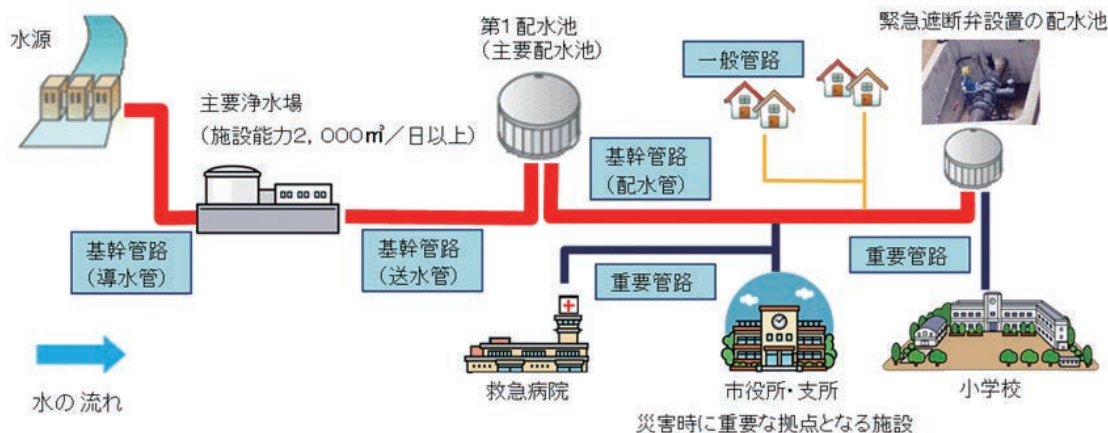 水源
主要浄水場
(施設能力2,000㎥/日以上)
第1配水池
(主要配水池)
一般管路
緊急遮断弁設置の配水池
基幹管路
(配水管)
基幹管路
(導水管)
基幹管路
(送水管)
重要管路
重要管路
水の流れ
救急病院
市役所・支所
小学校
災害時に重要な拠点となる施設